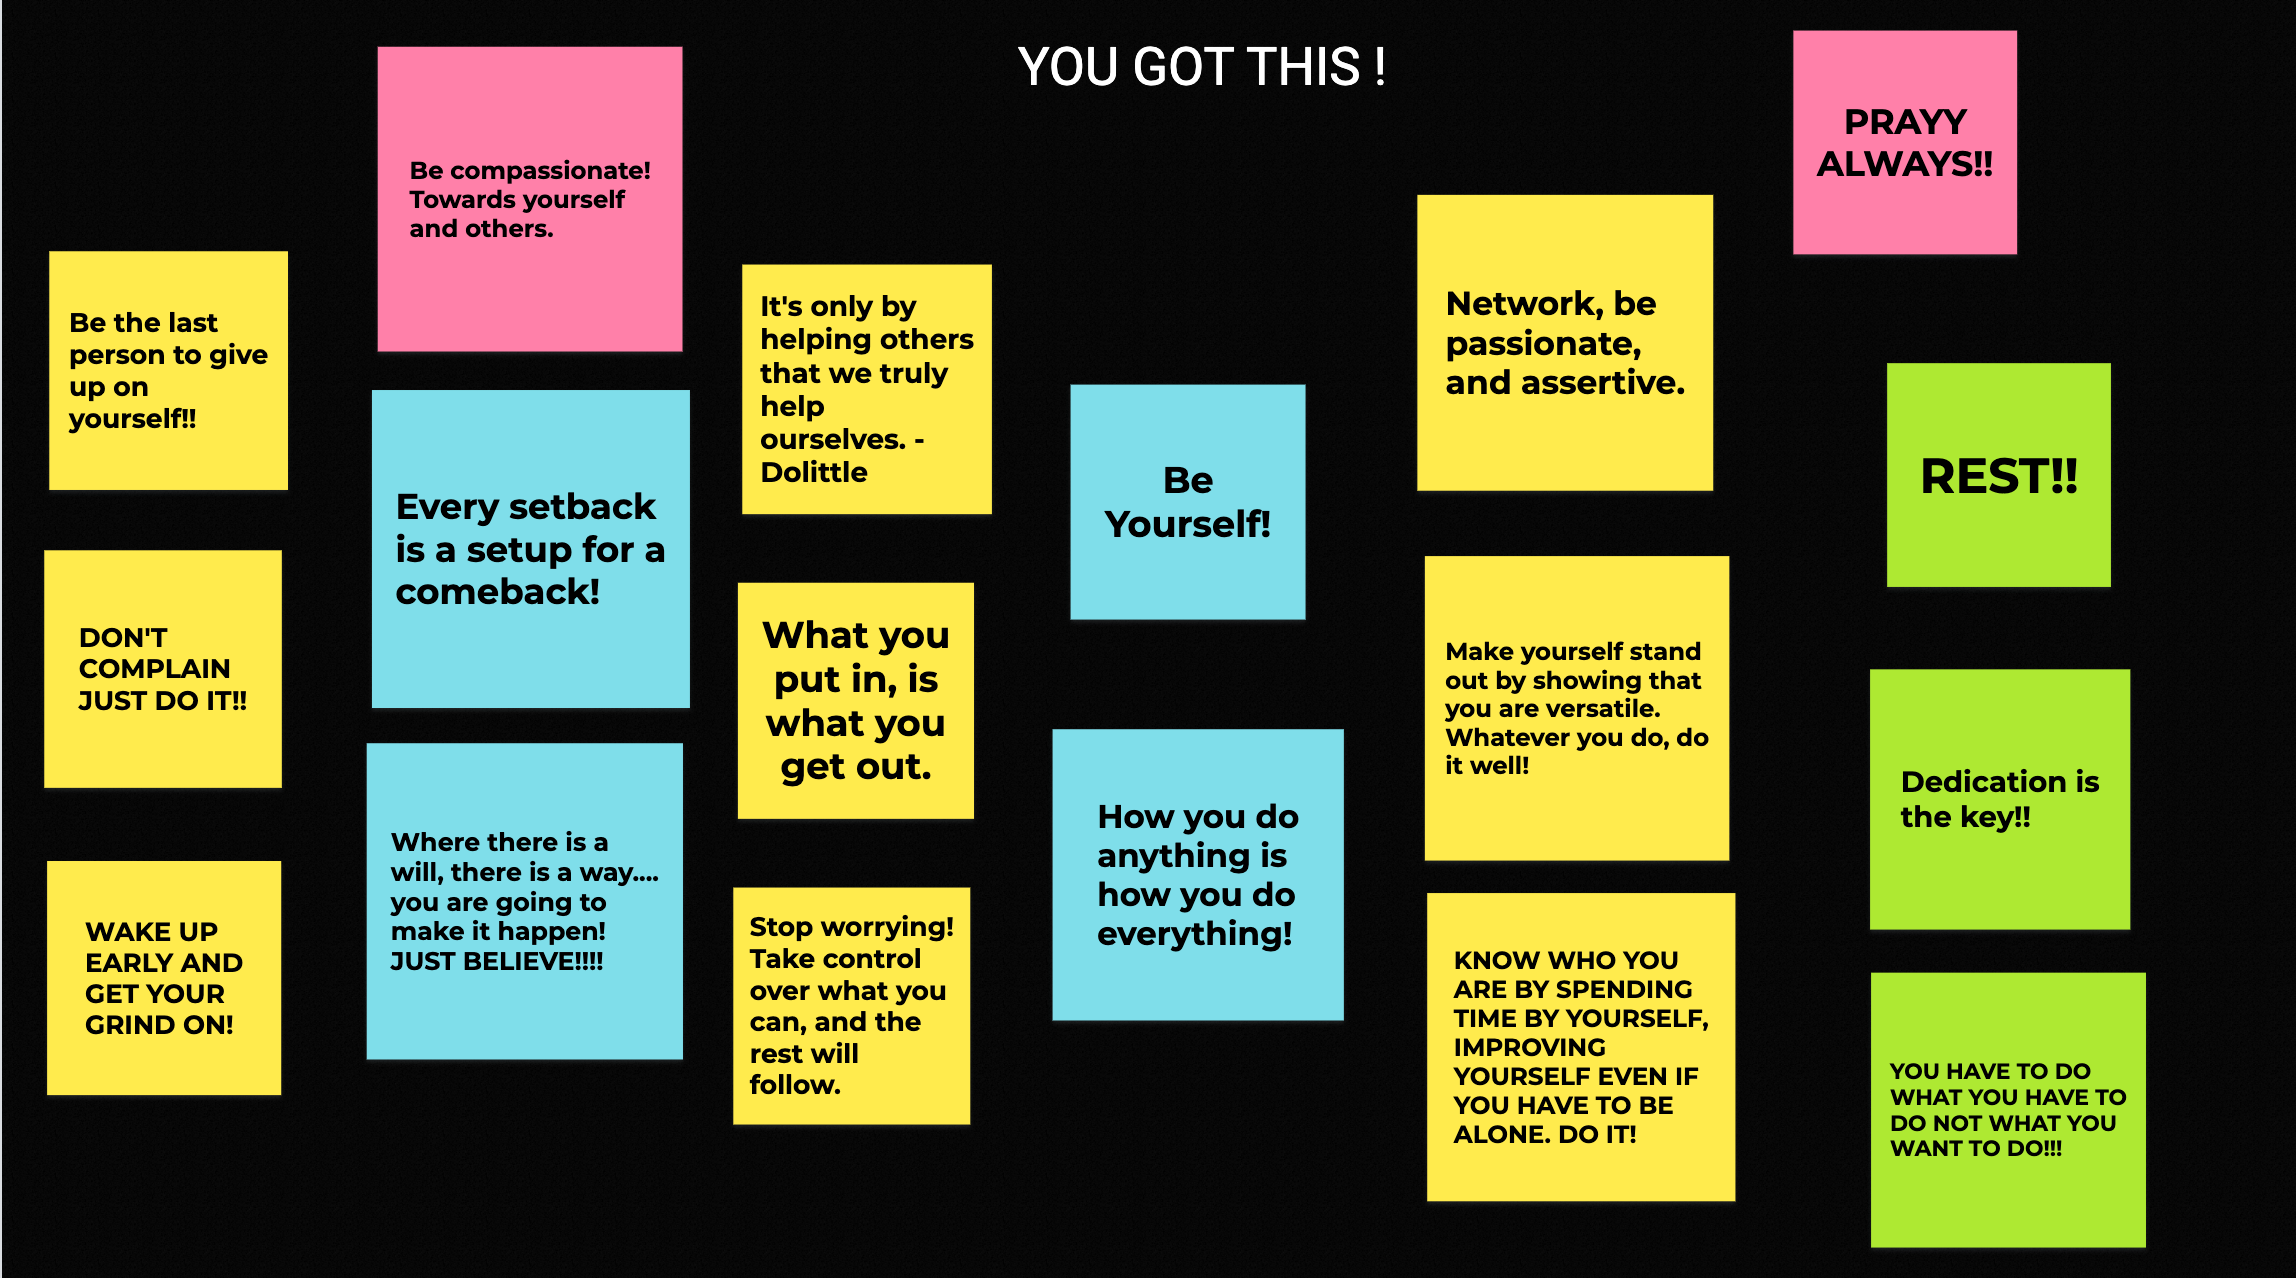 YOU GOT THIS !
Be the last
person to give
up on
yourself!!
DON'T
COMPLAIN
JUST DO IT!!
WAKE UP
EARLY AND
GET YOUR
GRIND ON!
Be compassionate!
Towards yourself
and others.
Every setback
is a setup for a
comeback!
Where there is a
will, there is a way....
you are going to
make it happen!
JUST BELIEVE!!!!
It's only by
helping others
that we truly
help
ourselves. -
Dolittle
What you
put in, is
what you
get out.
Stop worrying!
Take control
over what you
can, and the
rest will
follow.
Be
Yourself!
How you do
anything is
how you do
everything!
Network, be
passionate,
and assertive.
Make yourself stand
out by showing that
you are versatile.
Whatever you do, do
it well!
KNOW WHO YOU
ARE BY SPENDING
TIME BY YOURSELF,
IMPROVING
YOURSELF EVEN IF
YOU HAVE TO BE
ALONE. DO IT!
PRAYY
ALWAYS!!
REST!!
Dedication is
the key!!
YOU HAVE TO DO
WHAT YOU HAVE TO
DO NOT WHAT YOU
WANT TO DO!!!